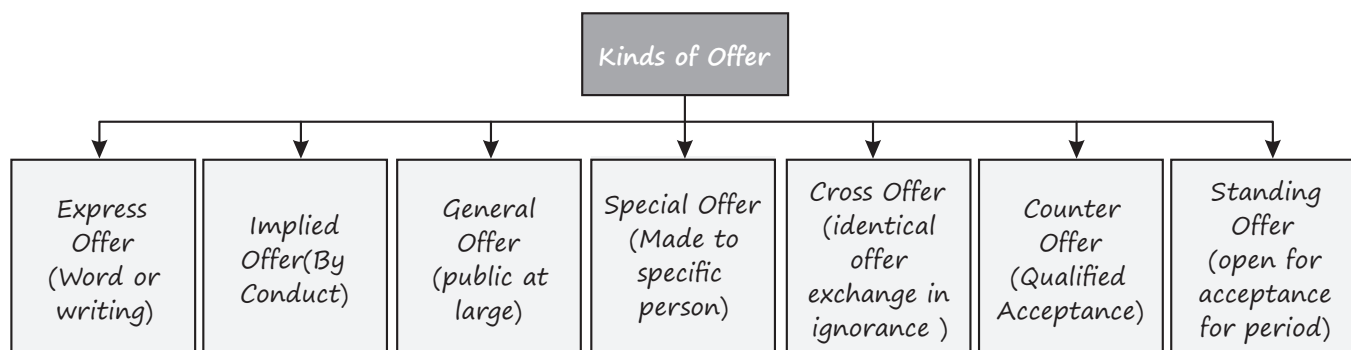 Kinds of Offer
Express
Offer
(Word or
writing)
Implied
Offer(By
Conduct)
General
Offer
(public at
large)
Special Offer
(Made to
specific
person)
Cross Offer
(identical
offer
exchange in
ignorance )
Counter
Offer
(Qualified
Acceptance)
Standing
Offer
(open for
acceptance
for period)